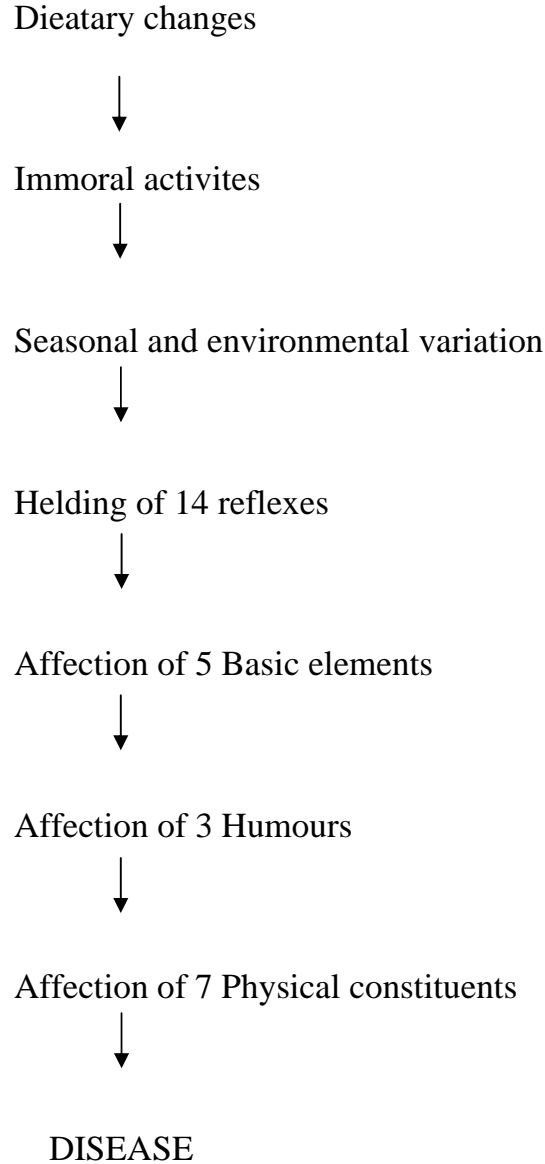 Dieatary changes
Immoral activites
Seasonal and environmental variation
Helding of 14 reflexes
Affection of 5 Basic elements
Affection of 3 Humours
Affection of 7 Physical constituents
DISEASE